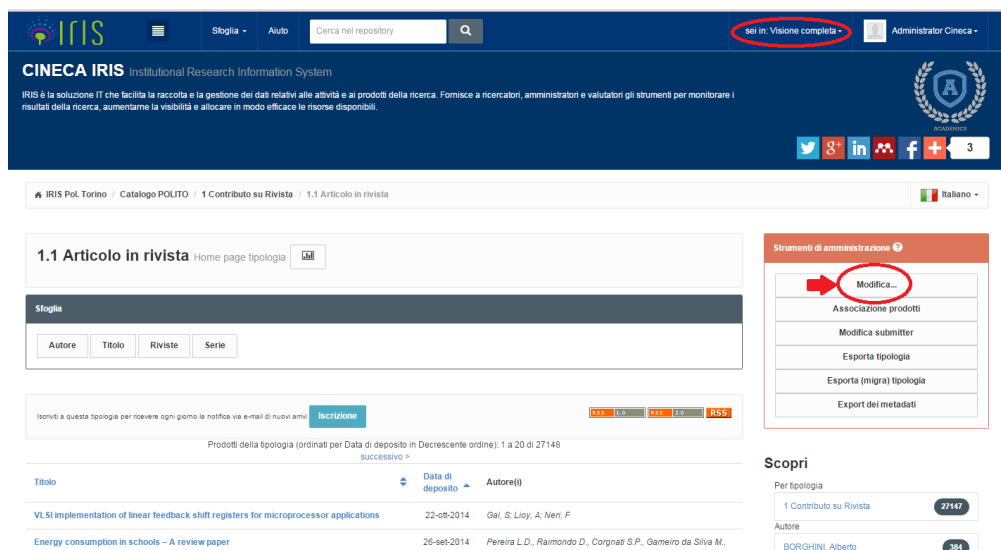 IRIS
Sfoglia
Aiuto
Cerca nel repository
sei in: Visione completa
Administrator Cineca
CINECA IRIS Institutional Research Information System
IRIS è la soluzione IT che facilita la raccolta e la gestione dei dati relativi alle attività e ai prodotti della ricerca. Fornisce a ricercatori, amministratori e valutatori gli strumenti per monitorare i
risultati della ricerca, aumentarne la visibilità e allocare in modo efficace le risorse disponibili.
A
ACADEMICS
8+ in f + 3
IRIS Pol. Torino / Catalogo POLITO / 1 Contributo su Rivista / 1.1 Articolo in rivista
Italiano
1.1 Articolo in rivista Home page tipologia
Strumenti di amministrazione ?
Modifica...
Associazione prodotti
Modifica submitter
Esporta tipologia
Esporta (migra) tipologia
Export dei metadati
Sfoglia
Autore
Titolo
Riviste
Serie
Iscriviti a questa tipologia per ricevere ogni giorno la notifica via e-mail di nuovi arrivi
Iscrizione
RSS 1.0
RSS 2.0
RSS
Prodotti della tipologia (ordinati per Data di deposito in Decrescente ordine): 1 a 20 di 27148
successivo >
Titolo
Data di
deposito
Autore(i)
VLSI implementation of linear feedback shift registers for microprocessor applications
22-ott-2014
Gai, S; Lioy, A; Neri, F
Energy consumption in schools – A review paper
26-set-2014
Pereira L.D., Raimondo D., Corgnati S.P., Gameiro da Silva M.,
Scopri
Per tipologia
1 Contributo su Rivista
27147
Autore
BORGHINI, Alberto
384